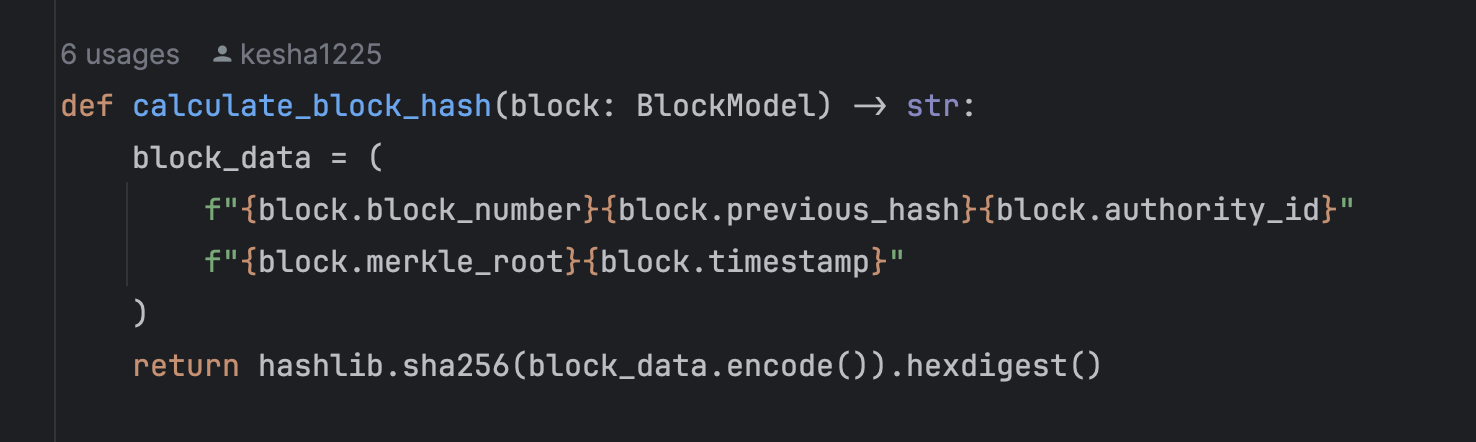 6 usages kesha1225
def calculate_block_hash(block: BlockModel) -> str:
    block_data = (
        f"{block.block_number}{block.previous_hash}{block.authority_id}"
        f"{block.merkle_root}{block.timestamp}"
    )
    return hashlib.sha256(block_data.encode()).hexdigest()